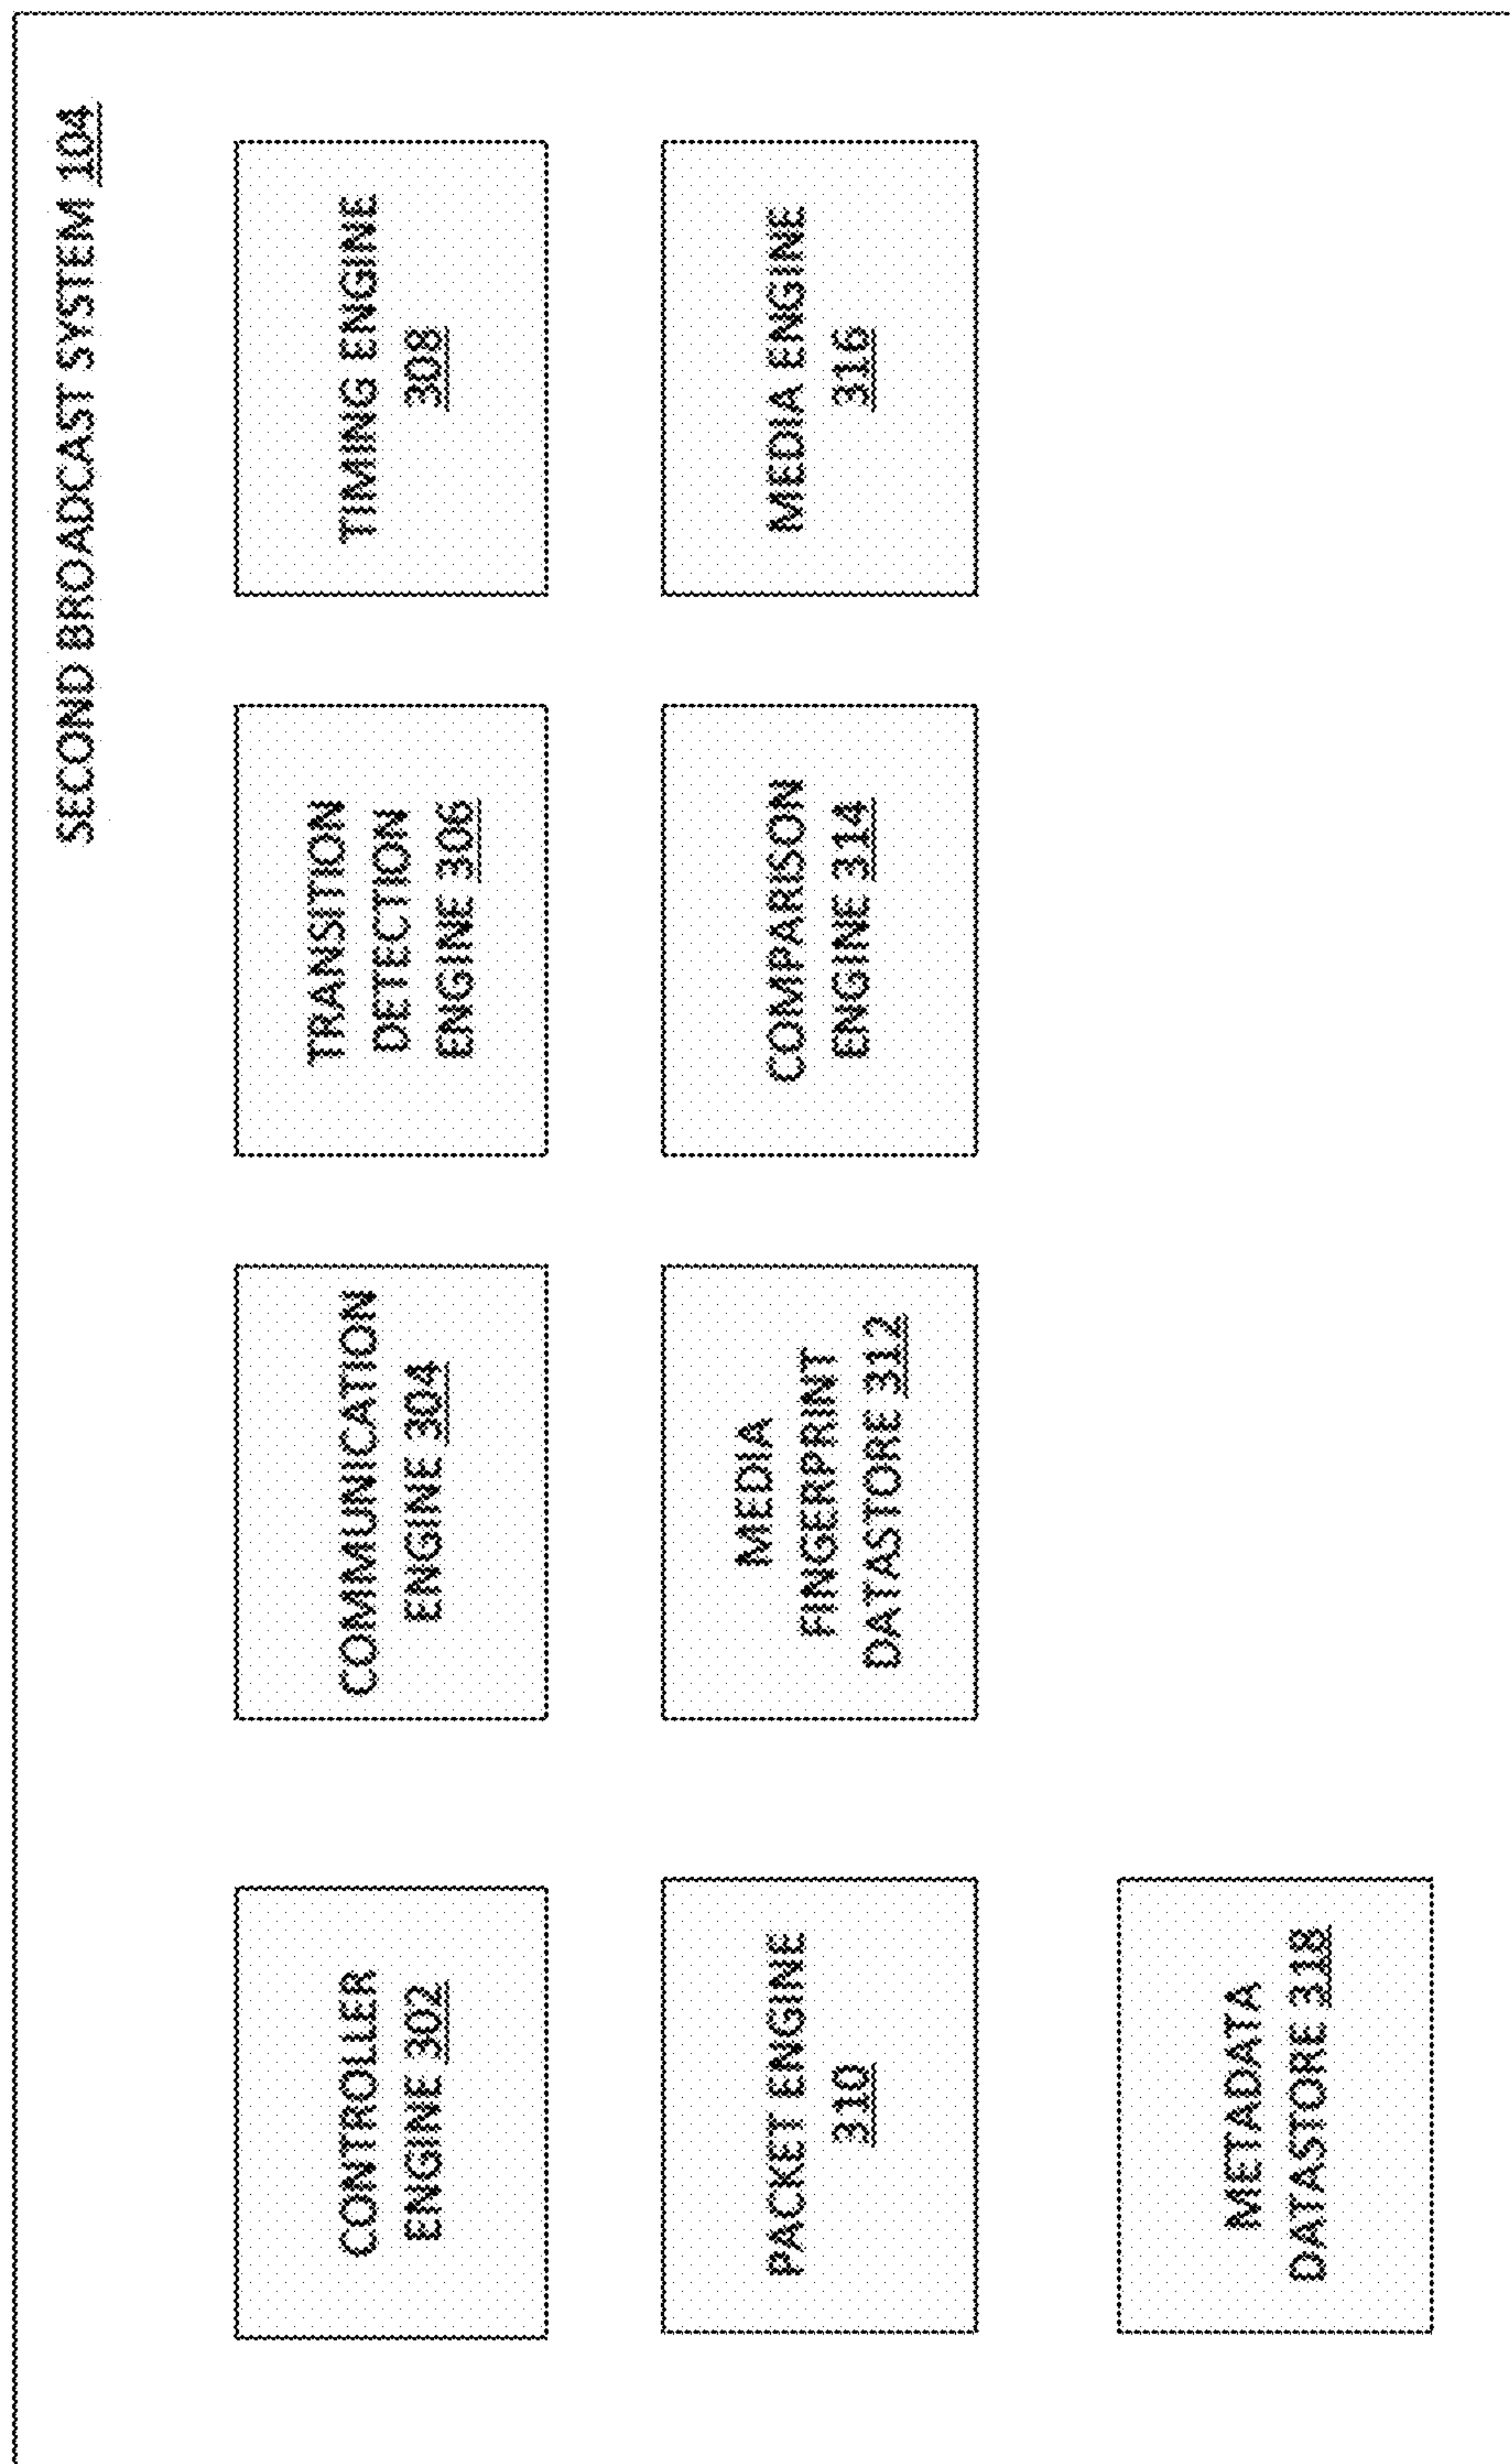 SECOND BROADCAST SYSTEM 104
CONTROLLER
ENGINE 302
COMMUNICATION
ENGINE 304
TRANSITION
DETECTION
ENGINE 306
TIMING ENGINE
308
PACKET ENGINE
310
MEDIA
FINGERPRINT
DATASTORE 312
COMPARISON
ENGINE 314
MEDIA ENGINE
316
METADATA
DATASTORE 318